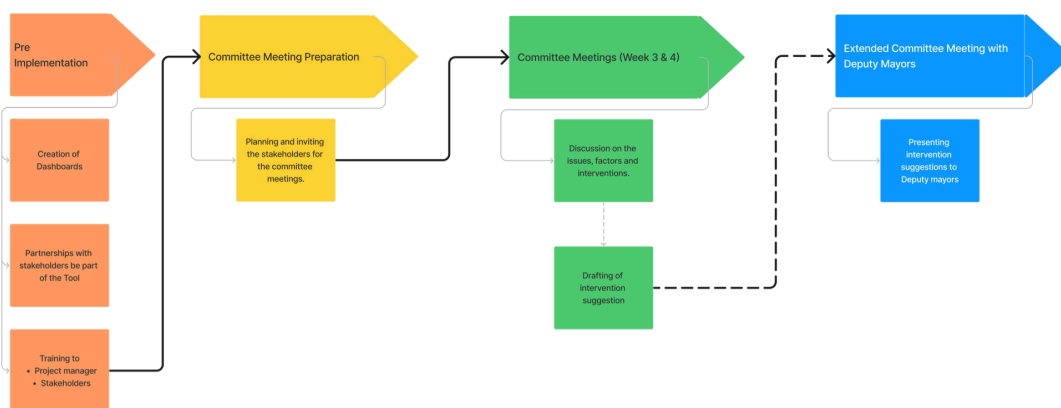 Pre
Implementation
Committee Meeting Preparation
Committee Meetings (Week 3 & 4)
Extended Committee Meeting with
Deputy Mayors
Creation of
Dashboards
Planning and inviting
the stakeholders for
the committee
meetings.
Discussion on the
issues, factors and
interventions.
Presenting
intervention
suggestions to
Deputy mayors
Partnerships with
stakeholders be part
of the Tool
Drafting of
intervention
suggestion
Training to
• Project manager
• Stakeholders